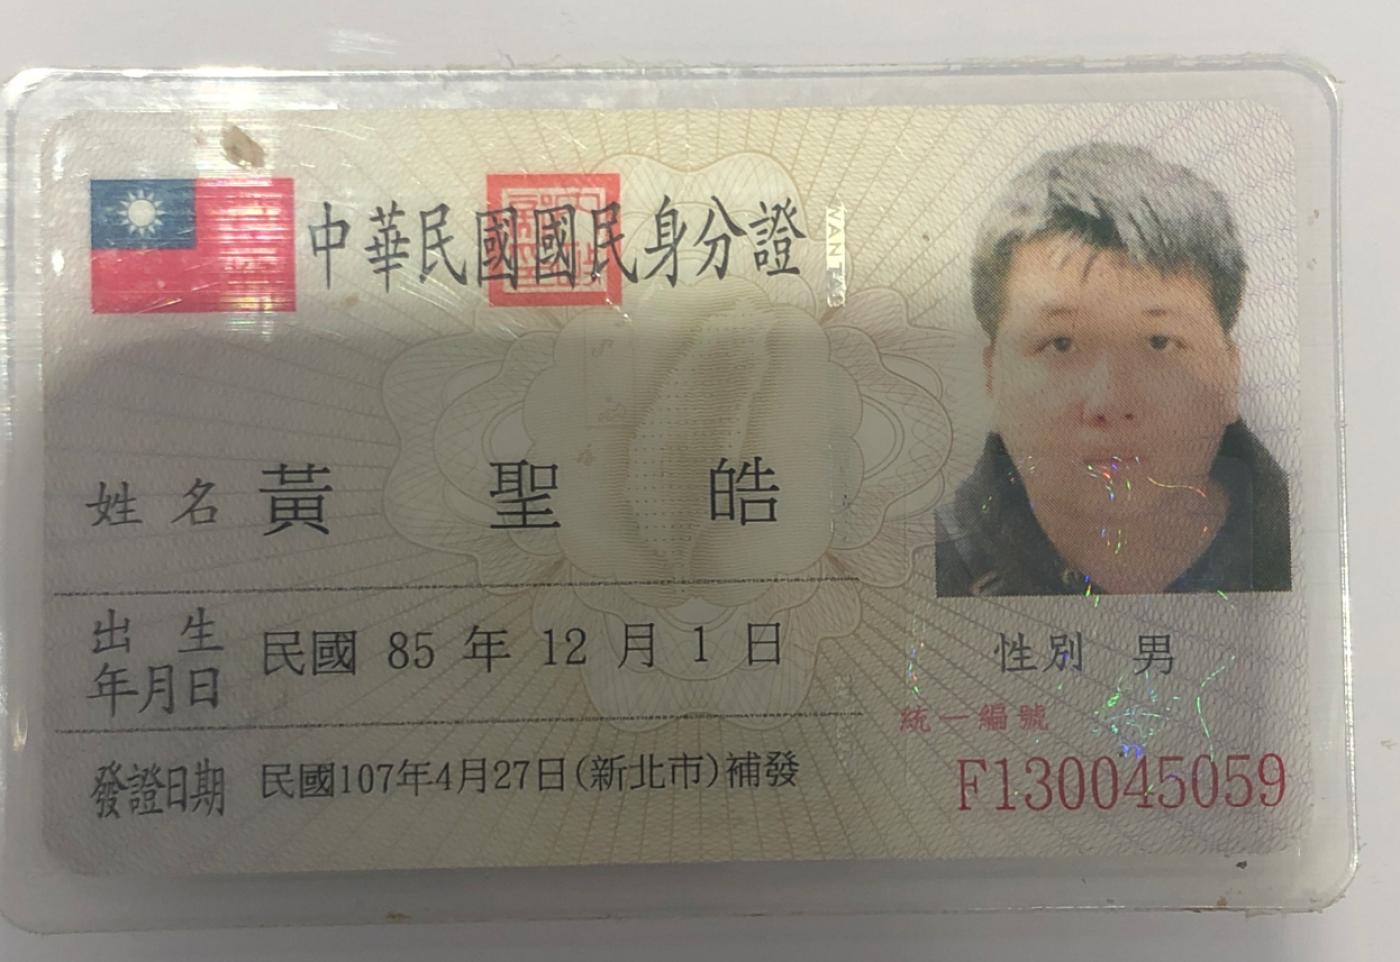 中華民國國民身分證
姓名 黃聖皓
出生年月日 民國 85 年 12 月 1 日
發證日期 民國107年4月27日(新北市)補發
性別 男
統一編號
F130045059